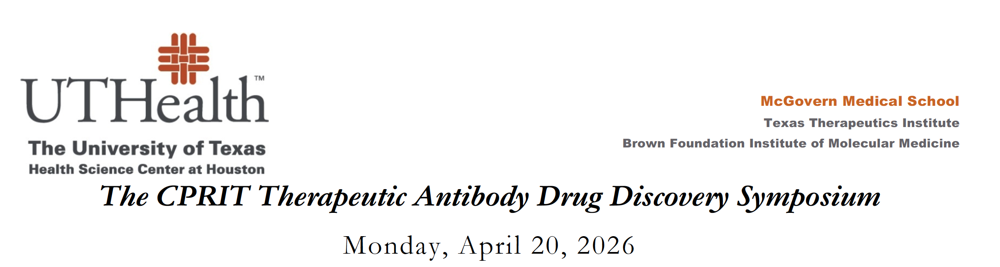 UTHealth™
The University of Texas
Health Science Center at Houston
McGovern Medical School
Texas Therapeutics Institute
Brown Foundation Institute of Molecular Medicine
The CPRIT Therapeutic Antibody Drug Discovery Symposium
Monday, April 20, 2026